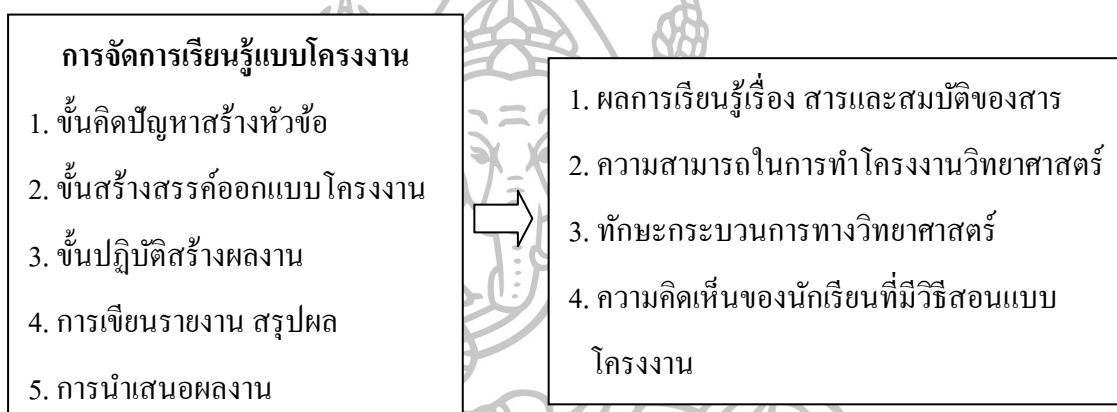 การจัดการเรียนรู้แบบโครงงาน
1. ขั้นคิดปัญหาสร้างหัวข้อ
2. ขั้นสร้างสรรค์ออกแบบโครงงาน
3. ขั้นปฏิบัติสร้างผลงาน
4. การเขียนรายงาน สรุปผล
5. การนำเสนอผลงาน
1. ผลการเรียนรู้เรื่อง สารและสมบัติของสาร
2. ความสามารถในการทำโครงงานวิทยาศาสตร์
3. ทักษะกระบวนการทางวิทยาศาสตร์
4. ความคิดเห็นของนักเรียนที่มีวิธีสอนแบบ
โครงงาน